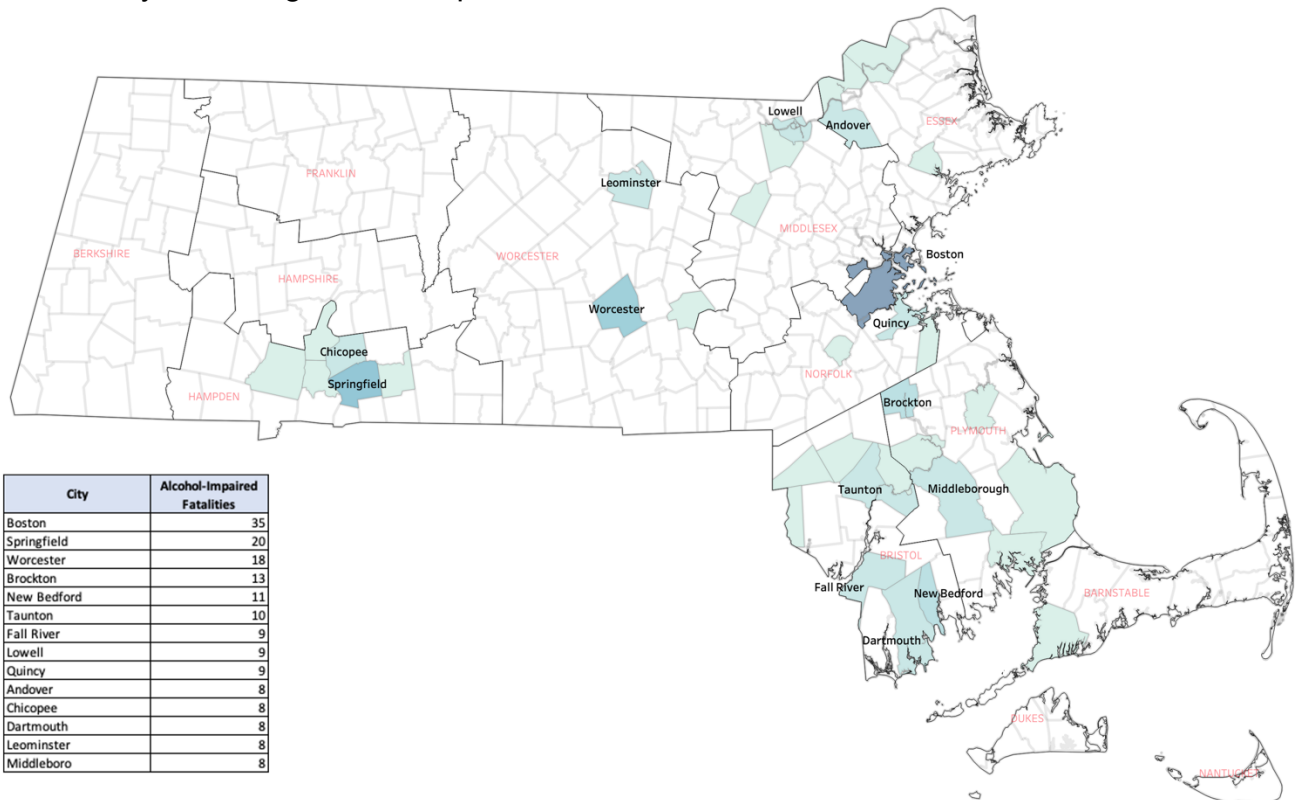 Lowell
Andover
ESSEX
Leominster
FRANKLIN
MIDDLESEX
BERKSHIRE
WORCESTER
Boston
HAMPSHIRE
Worcester
Quincy
Chicopee
Springfield
NORFOLK
HAMPDEN
Brockton
PLYMOUTH
Taunton
Middleborough
BRISTOL
Fall River
New Bedford
BARNSTABLE
Dartmouth
DUKES
NANTUCKET
City Alcohol-Impaired
Fatalities
Boston 35
Springfield 20
Worcester 18
Brockton 13
New Bedford 11
Taunton 10
Fall River 9
Lowell 9
Quincy 9
Andover 8
Chicopee 8
Dartmouth 8
Leominster 8
Middleboro 8